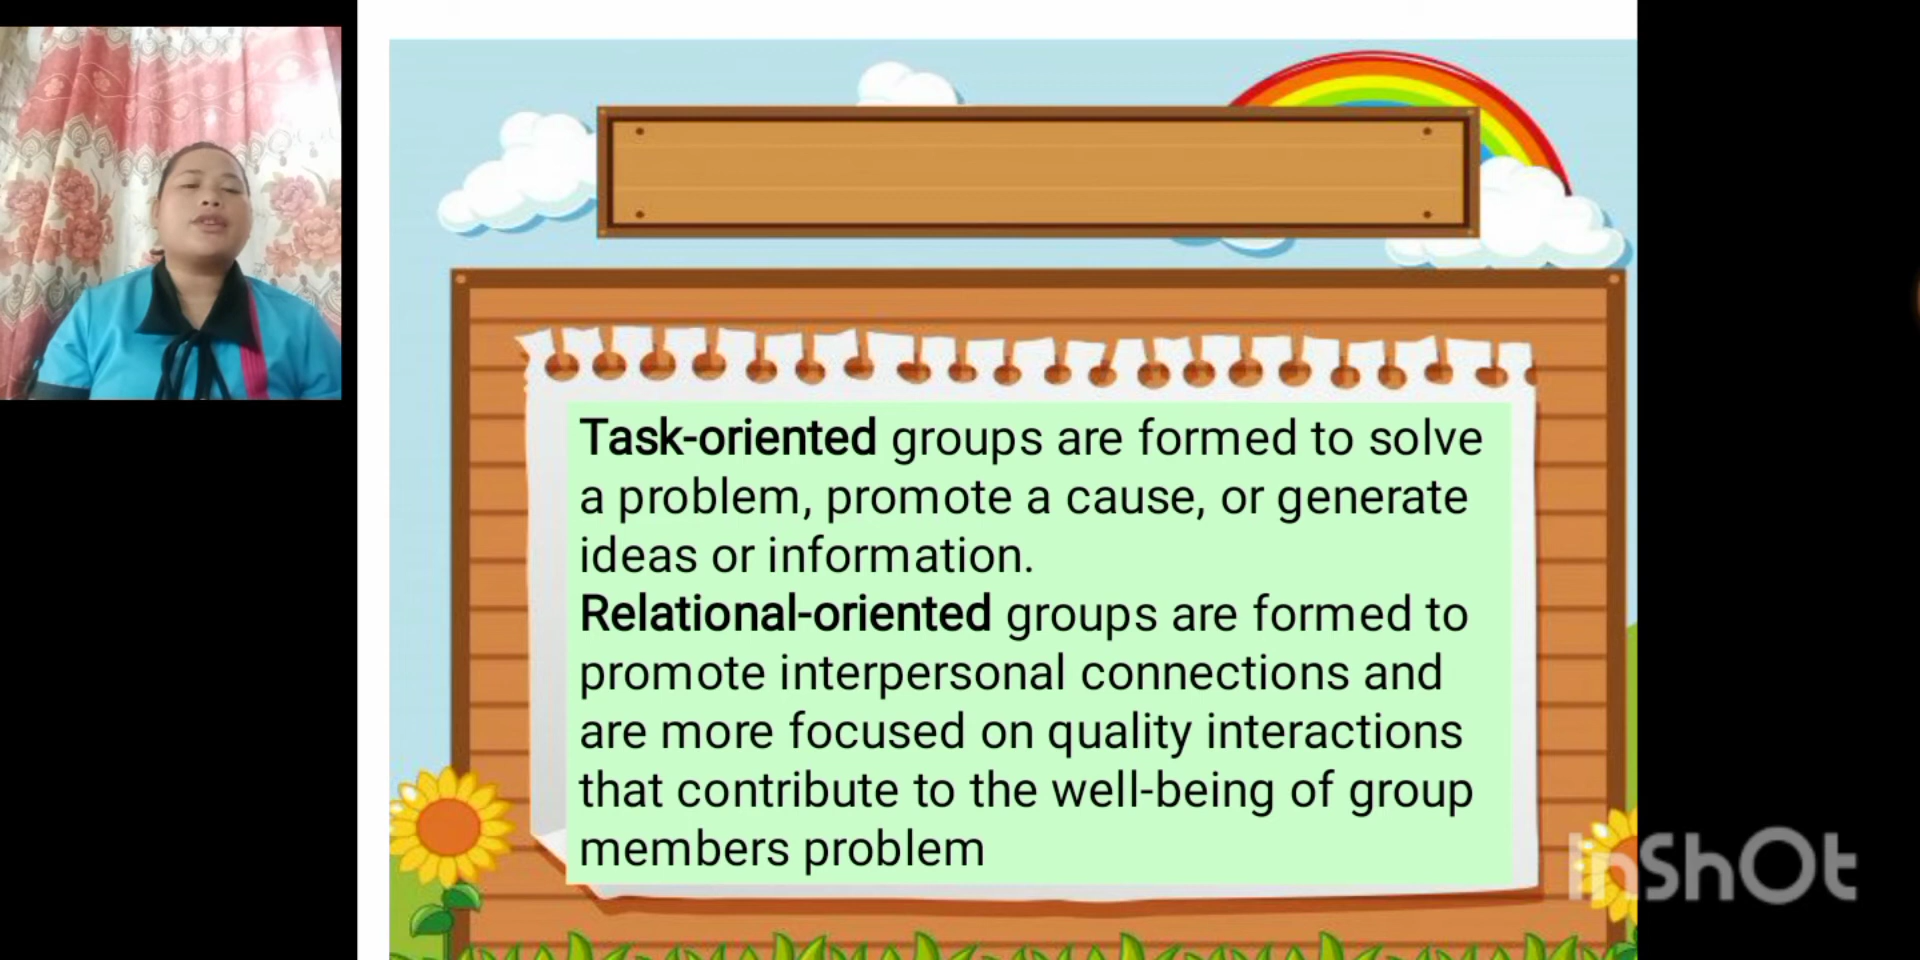 Task-oriented groups are formed to solve
a problem, promote a cause, or generate
ideas or information.
Relational-oriented groups are formed to
promote interpersonal connections and
are more focused on quality interactions
that contribute to the well-being of group
members problem
InShOt